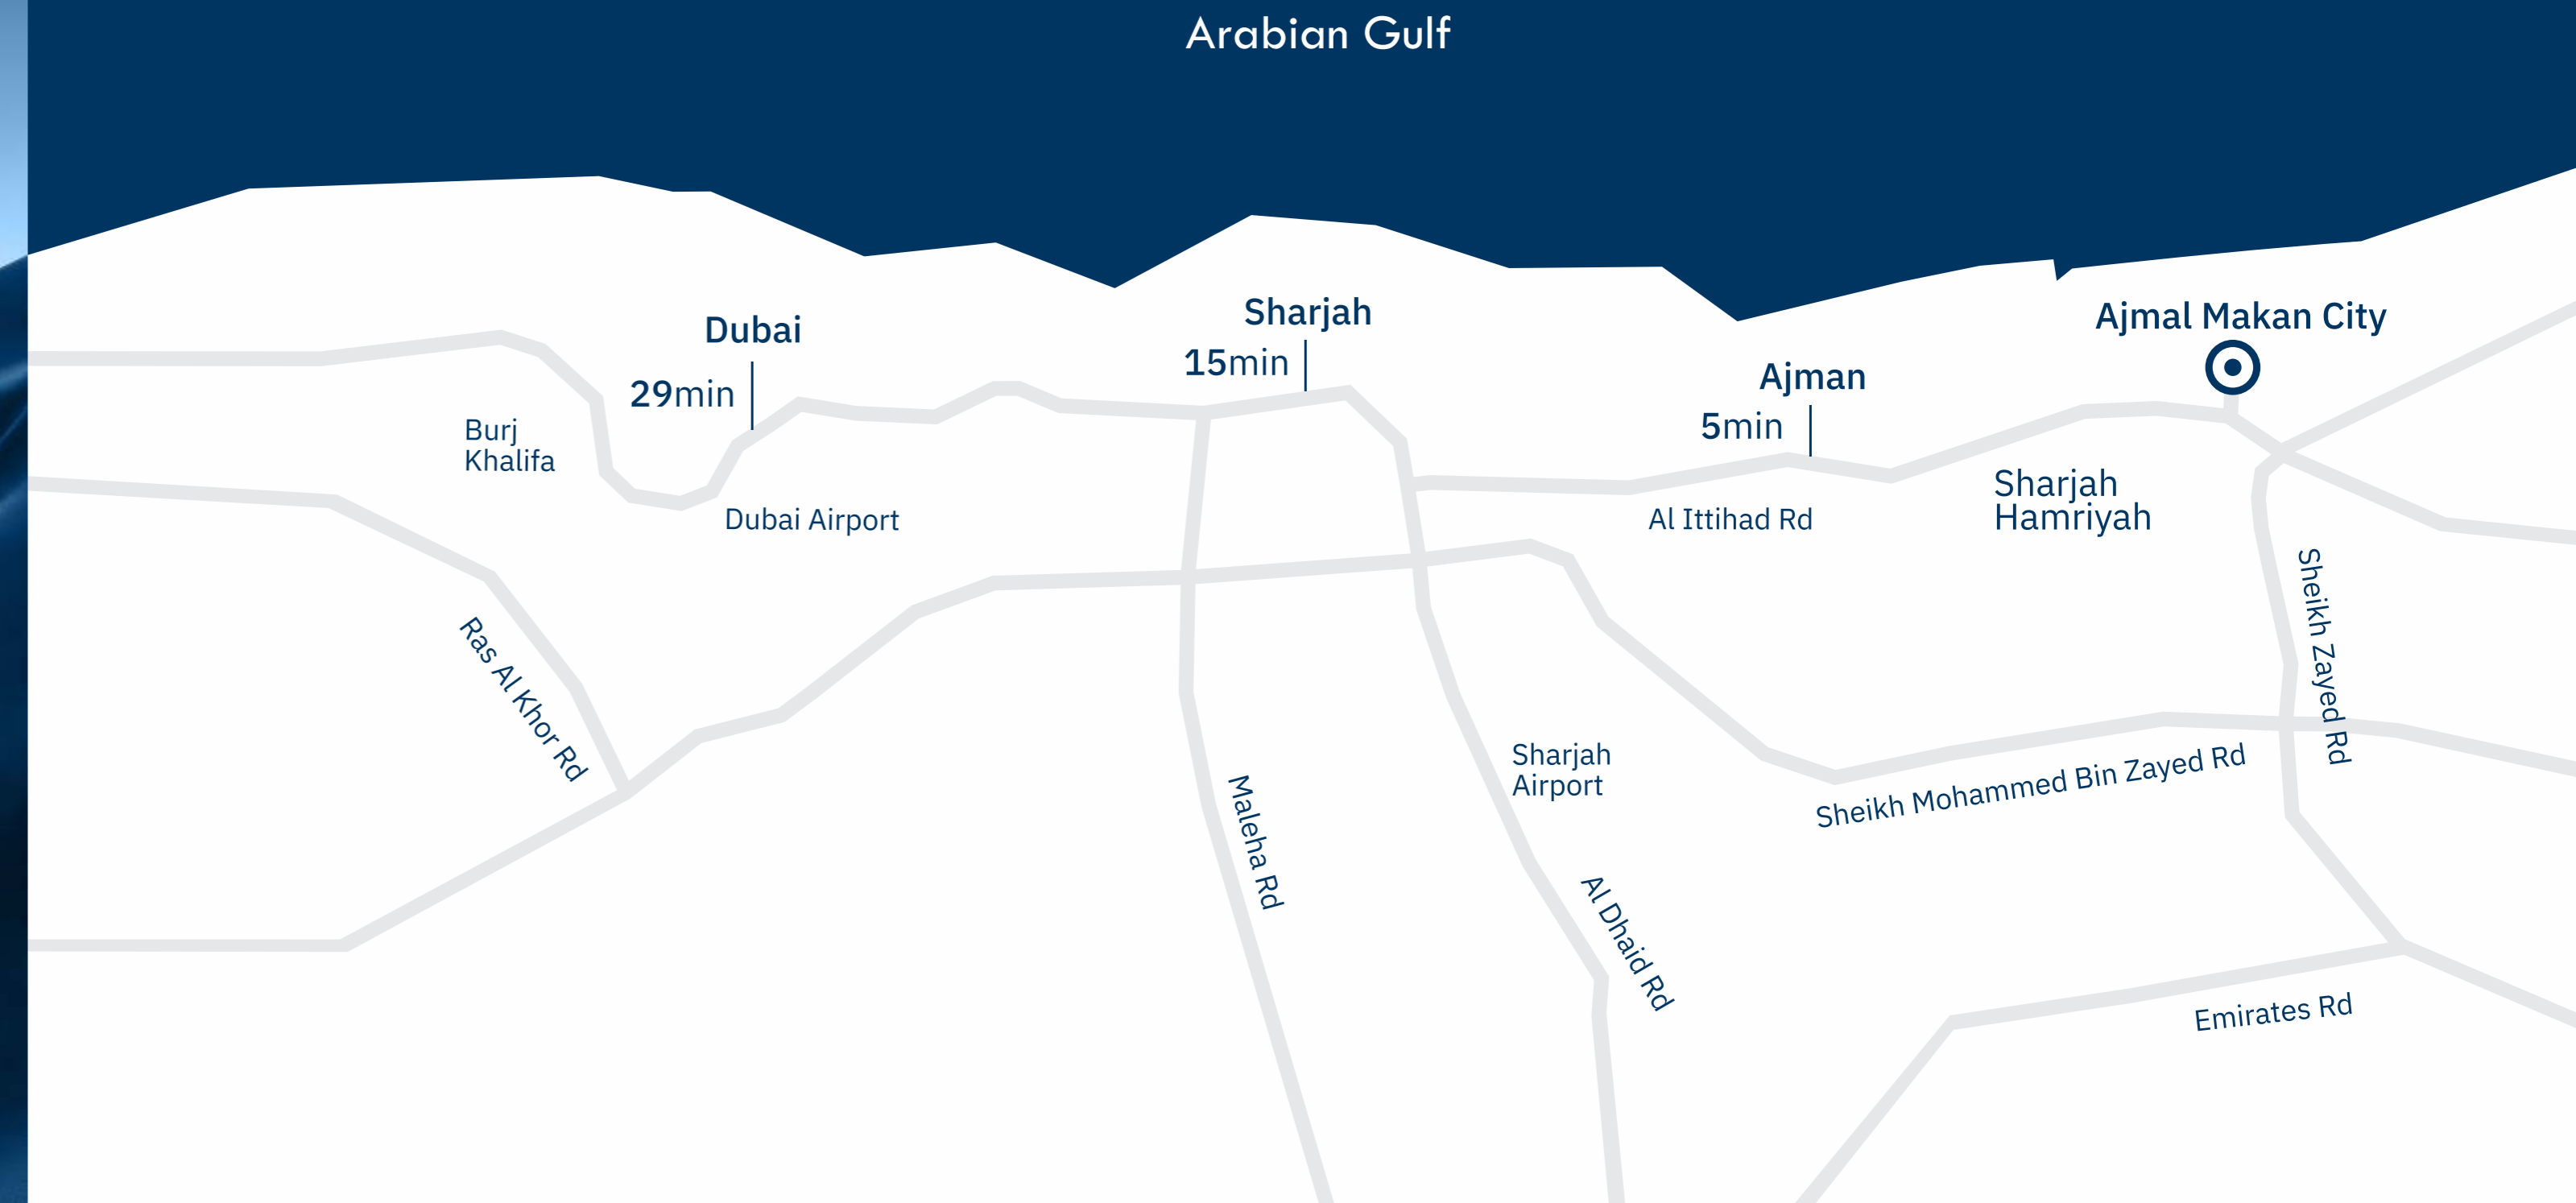 Arabian Gulf
Dubai
29min
Sharjah
15min
Ajman
5min
Ajmal Makan City
Burj
Khalifa
Dubai Airport
Al Ittihad Rd
Sharjah
Hamriyah
Ras Al Khor Rd
Maleha Rd
Sharjah
Airport
Al Dhaid Rd
Sheikh Mohammed Bin Zayed Rd
Sheikh Zayed Rd
Emirates Rd